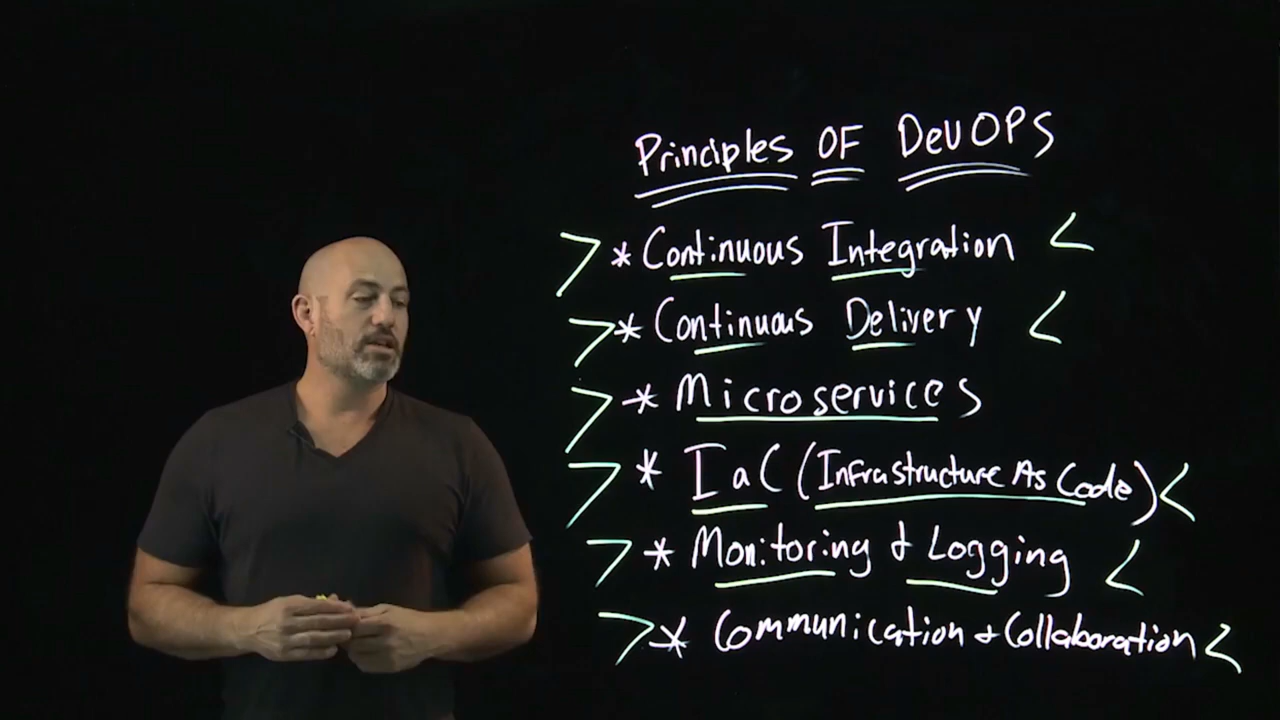 Principles OF DevOPS
> * Continuous Integration <
> * Continuous Delivery <
> * Microservices
> * IaC (Infrastructure As Code) <
> * Monitoring & Logging <
> * Communication & Collaboration <